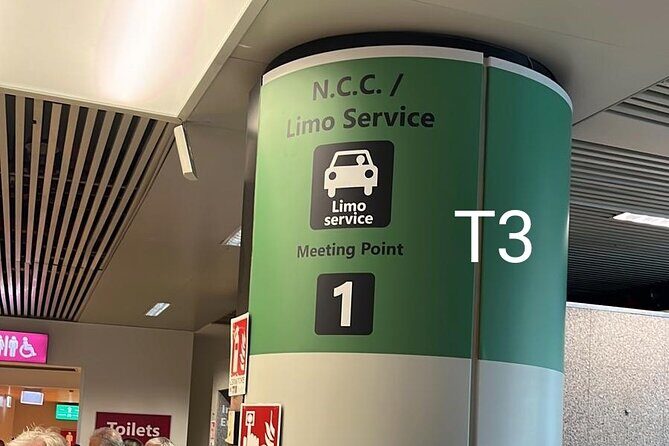 N.C.C. /
Limo Service
Limo
service
Meeting Point
1
T3
Toilets